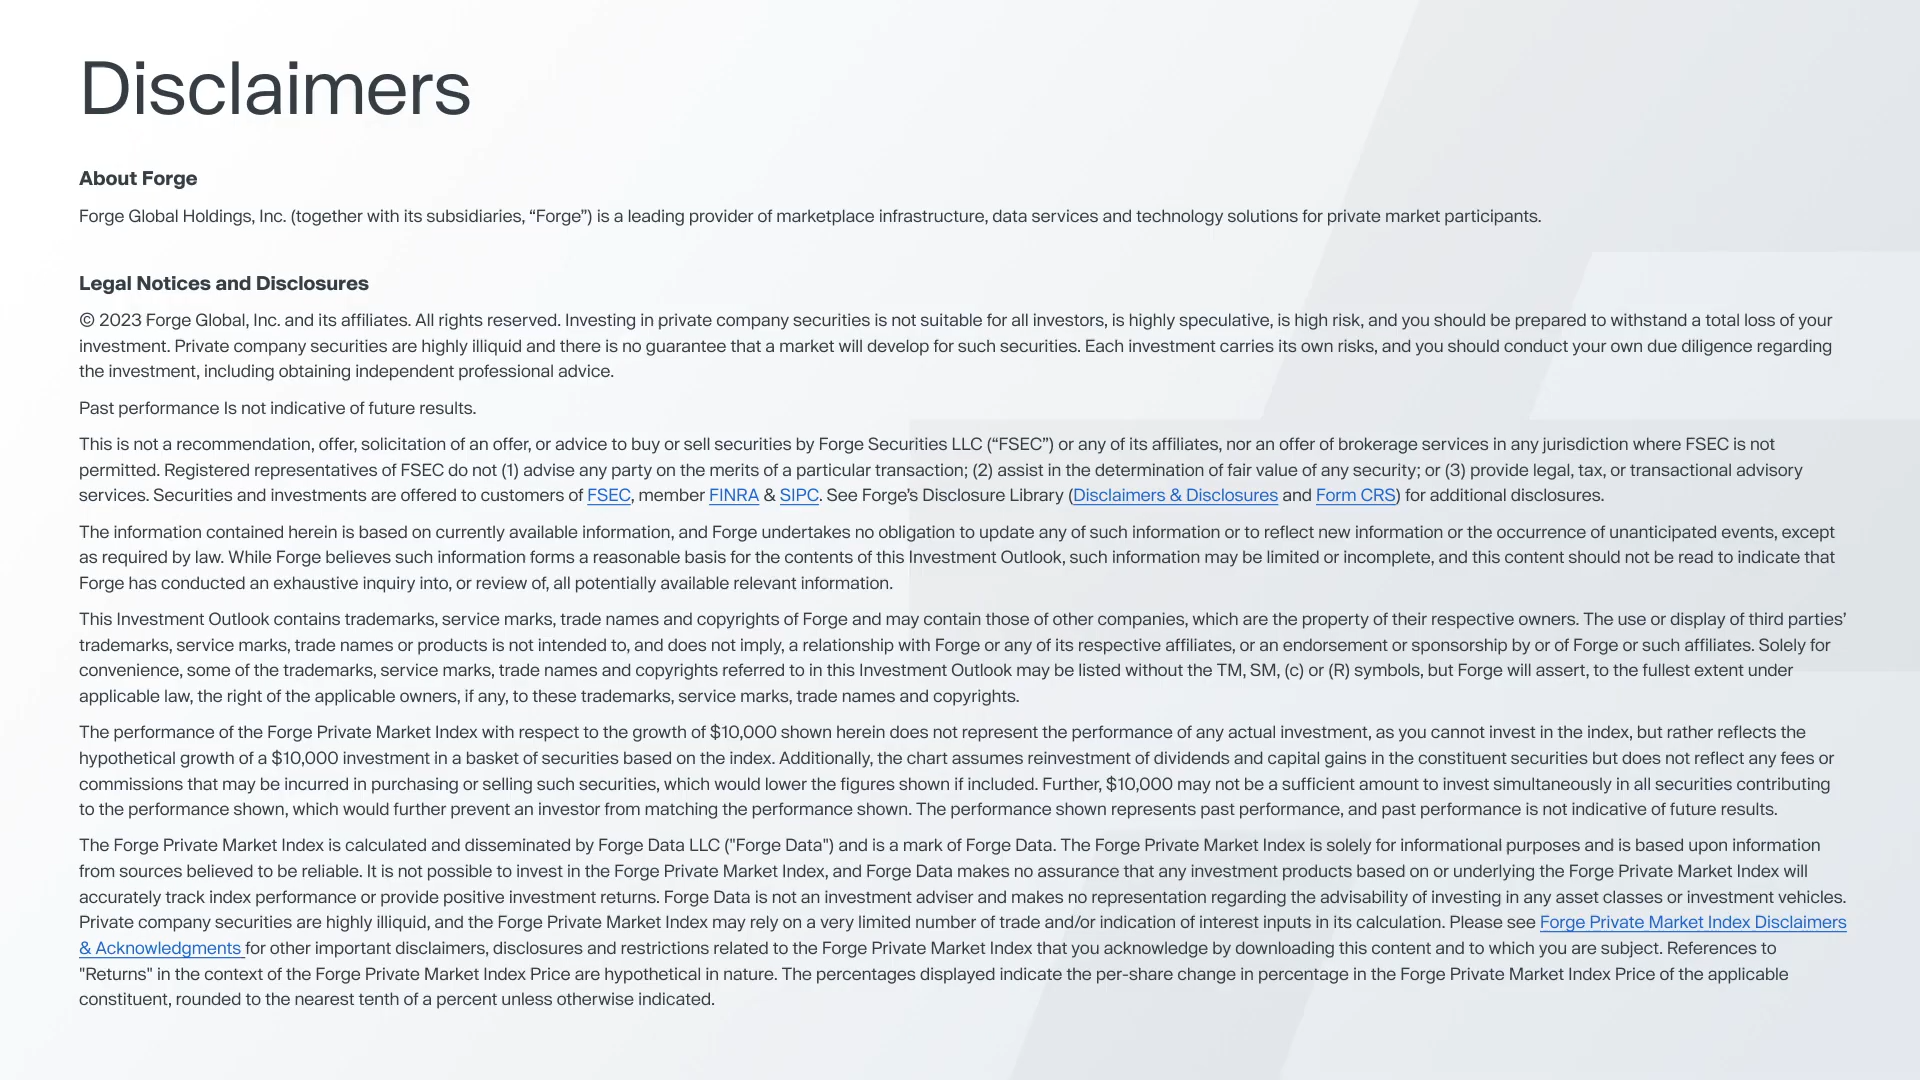 Disclaimers
About Forge
Forge Global Holdings, Inc. (together with its subsidiaries, “Forge”) is a leading provider of marketplace infrastructure, data services and technology solutions for private market participants.
Legal Notices and Disclosures
© 2023 Forge Global, Inc. and its affiliates. All rights reserved. Investing in private company securities is not suitable for all investors, is highly speculative, is high risk, and you should be prepared to withstand a total loss of your
investment. Private company securities are highly illiquid and there is no guarantee that a market will develop for such securities. Each investment carries its own risks, and you should conduct your own due diligence regarding
the investment, including obtaining independent professional advice.
Past performance Is not indicative of future results.
This is not a recommendation, offer, solicitation of an offer, or advice to buy or sell securities by Forge Securities LLC (“FSEC”) or any of its affiliates, nor an offer of brokerage services in any jurisdiction where FSEC is not
permitted. Registered representatives of FSEC do not (1) advise any party on the merits of a particular transaction; (2) assist in the determination of fair value of any security; or (3) provide legal, tax, or transactional advisory
services. Securities and investments are offered to customers of FSEC, member FINRA & SIPC. See Forge’s Disclosure Library (Disclaimers & Disclosures and Form CRS) for additional disclosures.
The information contained herein is based on currently available information, and Forge undertakes no obligation to update any of such information or to reflect new information or the occurrence of unanticipated events, except
as required by law. While Forge believes such information forms a reasonable basis for the contents of this Investment Outlook, such information may be limited or incomplete, and this content should not be read to indicate that
Forge has conducted an exhaustive inquiry into, or review of, all potentially available relevant information.
This Investment Outlook contains trademarks, service marks, trade names and copyrights of Forge and may contain those of other companies, which are the property of their respective owners. The use or display of third parties’
trademarks, service marks, trade names or products is not intended to, and does not imply, a relationship with Forge or any of its respective affiliates, or an endorsement or sponsorship by or of Forge or such affiliates. Solely for
convenience, some of the trademarks, service marks, trade names and copyrights referred to in this Investment Outlook may be listed without the TM, SM, (c) or (R) symbols, but Forge will assert, to the fullest extent under
applicable law, the right of the applicable owners, if any, to these trademarks, service marks, trade names and copyrights.
The performance of the Forge Private Market Index with respect to the growth of $10,000 shown herein does not represent the performance of any actual investment, as you cannot invest in the index, but rather reflects the
hypothetical growth of a $10,000 investment in a basket of securities based on the index. Additionally, the chart assumes reinvestment of dividends and capital gains in the constituent securities but does not reflect any fees or
commissions that may be incurred in purchasing or selling such securities, which would lower the figures shown if included. Further, $10,000 may not be a sufficient amount to invest simultaneously in all securities contributing
to the performance shown, which would further prevent an investor from matching the performance shown. The performance shown represents past performance, and past performance is not indicative of future results.
The Forge Private Market Index is calculated and disseminated by Forge Data LLC ("Forge Data") and is a mark of Forge Data. The Forge Private Market Index is solely for informational purposes and is based upon information
from sources believed to be reliable. It is not possible to invest in the Forge Private Market Index, and Forge Data makes no assurance that any investment products based on or underlying the Forge Private Market Index will
accurately track index performance or provide positive investment returns. Forge Data is not an investment adviser and makes no representation regarding the advisability of investing in any asset classes or investment vehicles.
Private company securities are highly illiquid, and the Forge Private Market Index may rely on a very limited number of trade and/or indication of interest inputs in its calculation. Please see Forge Private Market Index Disclaimers
& Acknowledgments for other important disclaimers, disclosures and restrictions related to the Forge Private Market Index that you acknowledge by downloading this content and to which you are subject. References to
"Returns" in the context of the Forge Private Market Index Price are hypothetical in nature. The percentages displayed indicate the per-share change in percentage in the Forge Private Market Index Price of the applicable
constituent, rounded to the nearest tenth of a percent unless otherwise indicated.